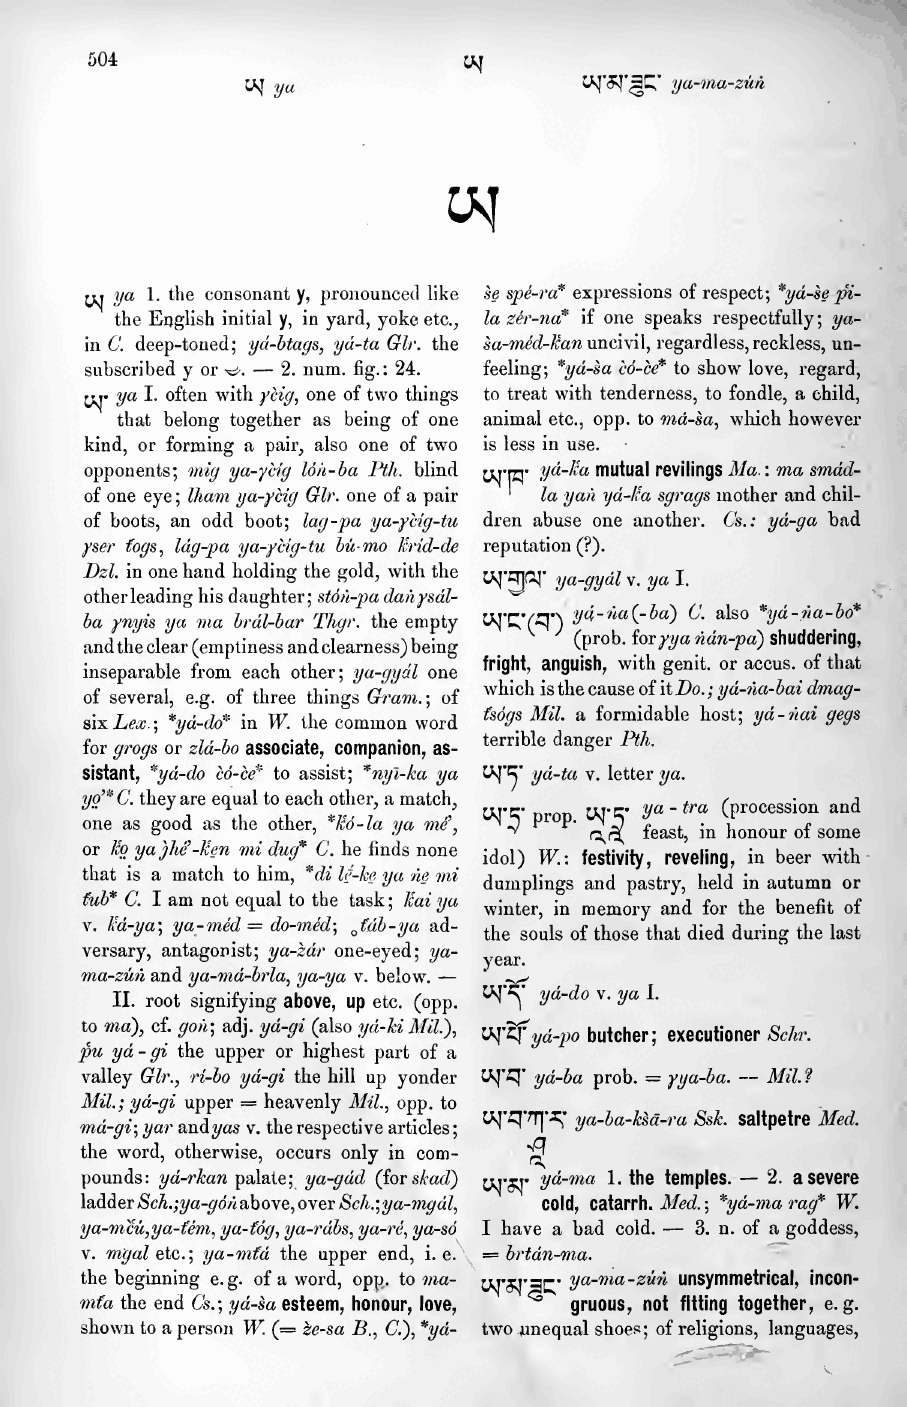 504
ཡ
ཡ ya
ཡ་མ་ཟུང་ ya-ma-zúṅ
ཡ
ཡ ya 1. the consonant y, pronounced like
the English initial y, in yard, yoke etc.,
in C. deep-toned; yá-btags, yá-ta Glr. the
subscribed y or ྱ. — 2. num. fig.: 24.
ཡ་ ya I. often with γčig, one of two things
that belong together as being of one
kind, or forming a pair, also one of two
opponents; mig ya-γčíg lóṅ-ba Pth. blind
of one eye; lham ya-γčig Glr. one of a pair
of boots, an odd boot; lag-pa ya-γčíg-tu
γser t̔ogs, lág-pa ya-γčig-tu bú-mo k̔rid-de
Dzl. in one hand holding the gold, with the
other leading his daughter; stóṅ-pa daṅ γsál-
ba γnyis ya ma brál-bar Thgr. the empty
and the clear (emptiness and clearness) being
inseparable from each other; ya-gyál one
of several, e.g. of three things Gram.; of
six Lex.; *yá-do* in W. the common word
for grogs or zlá-bo associate, companion, as-
sistant, *yá-do čó-če* to assist; *nyī-ka ya
yo̱’* C. they are equal to each other, a match,
one as good as the other, *k̔ó-la ya mé’,
or k̔o̱ ya j̔hé’-k̔e̱n mi dug* C. he finds none
that is a match to him, *di lé̱-ke̱ ya ṅe̱ mi
t̔ub* C. I am not equal to the task; k̔ai ya
v. k̔á-ya; ya-méd = do-méd; ₒt̔áb-ya ad-
versary, antagonist; ya-žár one-eyed; ya-
ma-zúṅ and ya-má-brla, ya-ya v. below. —
II. root signifying above, up etc. (opp.
to ma), cf. goṅ; adj. yá-gi (also yá-ki Mil.),
p̔u yá-gi the upper or highest part of a
valley Glr., rí-bo yá-gi the hill up yonder
Mil.; yá-gi upper = heavenly Mil., opp. to
má-gi; yar and yas v. the respective articles;
the word, otherwise, occurs only in com-
pounds: yá-rkan palate; ya-gád (for skad)
ladder Sch.; ya-góṅ above, over Sch.; ya-mgál,
ya-mčú, ya-t̔ém, ya-t̔óg, ya-rábs, ya-ré, ya-só
v. mgal etc.; ya-mt̔á the upper end, i. e.
the beginning e.g. of a word, opp. to ma-
mt̔a the end Cs.; yá-ša esteem, honour, love,
shown to a person W. (= že-sa B., C.), *yá-
še̱ spé-ra* expressions of respect; *yá-še̱ p̔i-
la zér-na* if one speaks respectfully; ya-
ša-méd-k̔an uncivil, regardless, reckless, un-
feeling; *yá-ša čó-če* to show love, regard,
to treat with tenderness, to fondle, a child,
animal etc., opp. to má-ša, which however
is less in use.
ཡ་ཁ་ yá-k̔a mutual revilings Ma.: ma smád-
la yaṅ yá-k̔a sgrags mother and chil-
dren abuse one another. Cs.: yá-ga bad
reputation (?).
ཡ་གྱལ་ ya-gyál v. ya I.
ཡ་ང་(བ་) yá-ṅa(-ba) C. also *yá-ṅa-bo*
(prob. for γya ṅán-pa) shuddering,
fright, anguish, with genit. or accus. of that
which is the cause of it Do.; yá-ṅa-bai dmag-
t̔sógs Mil. a formidable host; yá-ṅai gegs
terrible danger Pth.
ཡ་ཏ་ yá-ta v. letter ya.
ཡ་ཏྲ་ prop. ཡ་ཏྲ་ ya-tra (procession and
feast, in honour of some
idol) W.: festivity, reveling, in beer with
dumplings and pastry, held in autumn or
winter, in memory and for the benefit of
the souls of those that died during the last
year.
ཡ་དོ་ yá-do v. ya I.
ཡ་པོ་ yá-po butcher; executioner Schr.
ཡ་བ་ yá-ba prob. = γya-ba. — Mil.?
ཡ་བ་ཀྵཱ་ར་ ya-ba-kšā-ra Ssk. saltpetre Med.
ཡ་མ་ yá-ma 1. the temples. — 2. a severe
cold, catarrh. Med.; *yá-ma rag* W.
I have a bad cold. — 3. n. of a goddess,
= brtán-ma.
ཡ་མ་ཟུང་ ya-ma-zúṅ unsymmetrical, incon-
gruous, not fitting together, e. g.
two unequal shoes; of religions, languages,